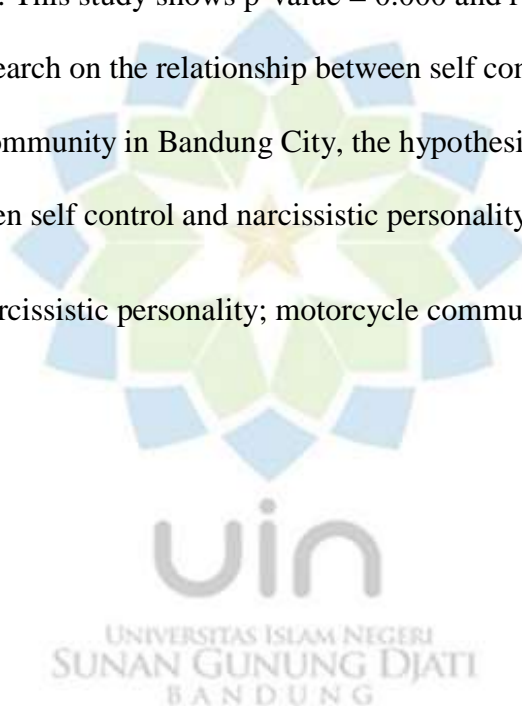 . This study shows p-value = 0.000 and r
earch on the relationship between self con
ommunity in Bandung City, the hypothesi
en self control and narcissistic personality
rcissistic personality; motorcycle commu
uin
UNIVERSITAS ISLAM NEGERI
SUNAN GUNUNG DJATI
BANDUNG